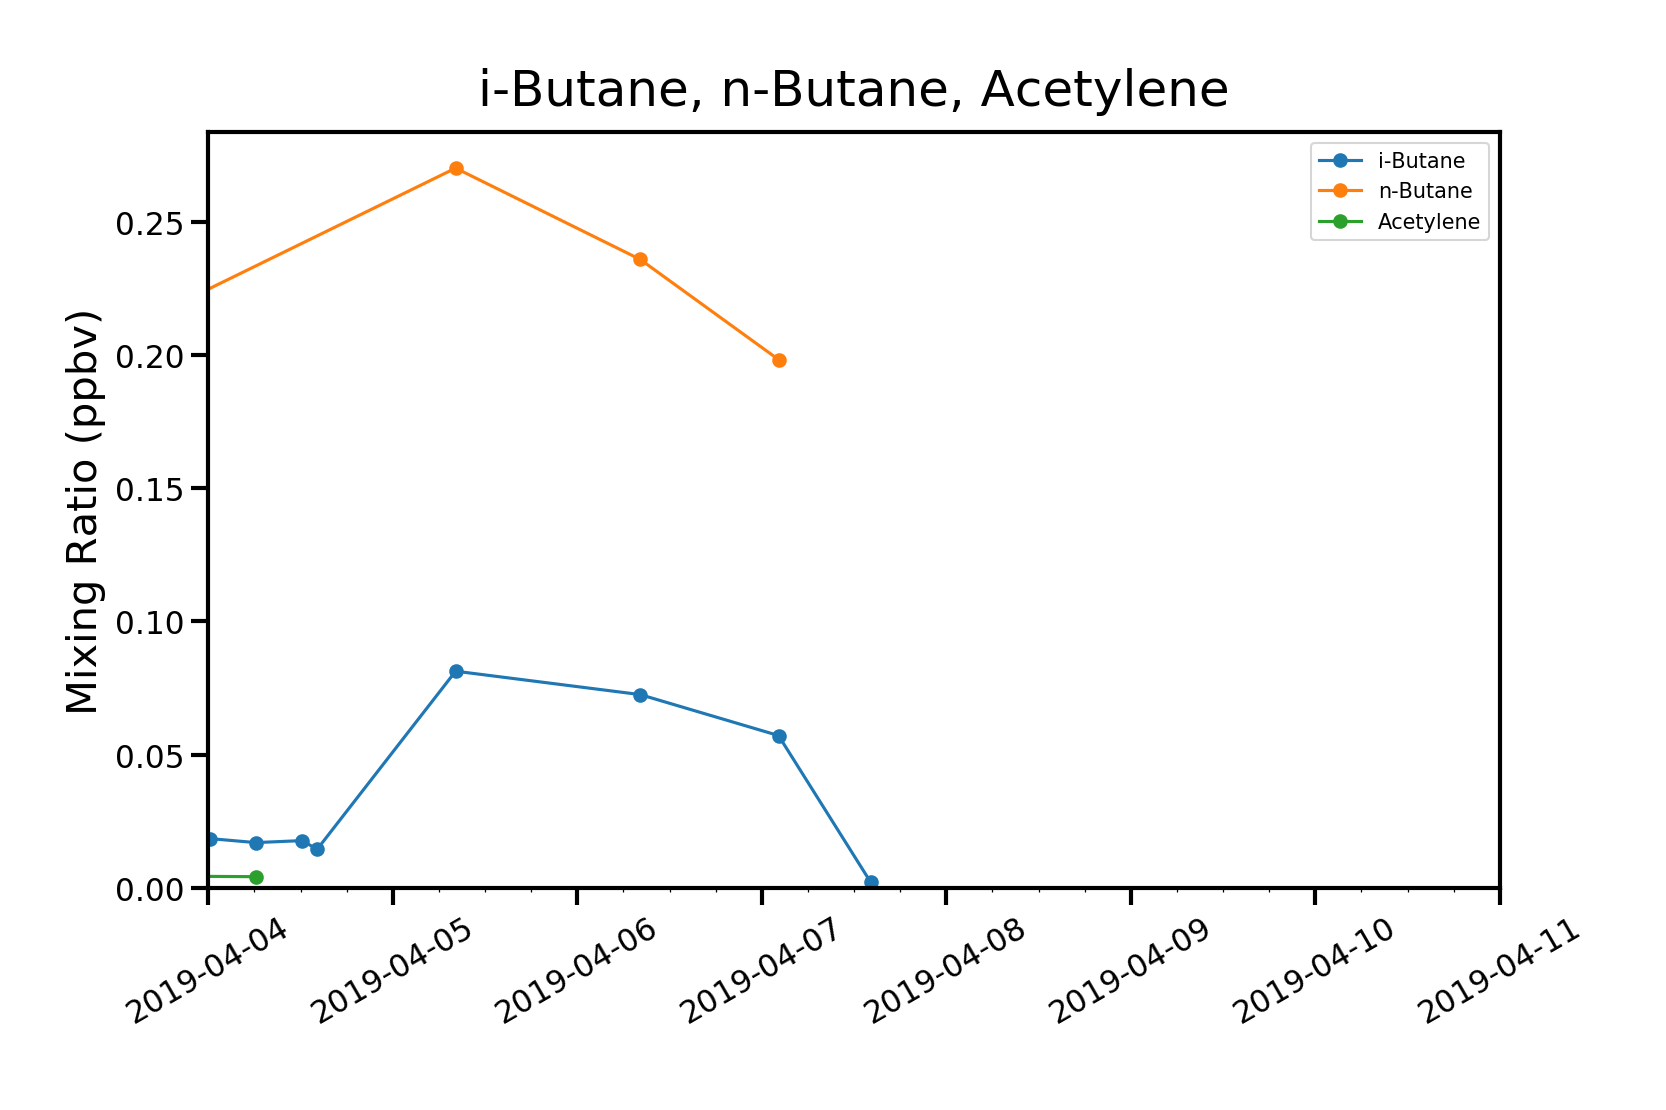 i-Butane, n-Butane, Acetylene
i-Butane
n-Butane
Acetylene
Mixing Ratio (ppbv)
0.25
0.20
0.15
0.10
0.05
0.00
2019-04-04
2019-04-05
2019-04-06
2019-04-07
2019-04-08
2019-04-09
2019-04-10
2019-04-11